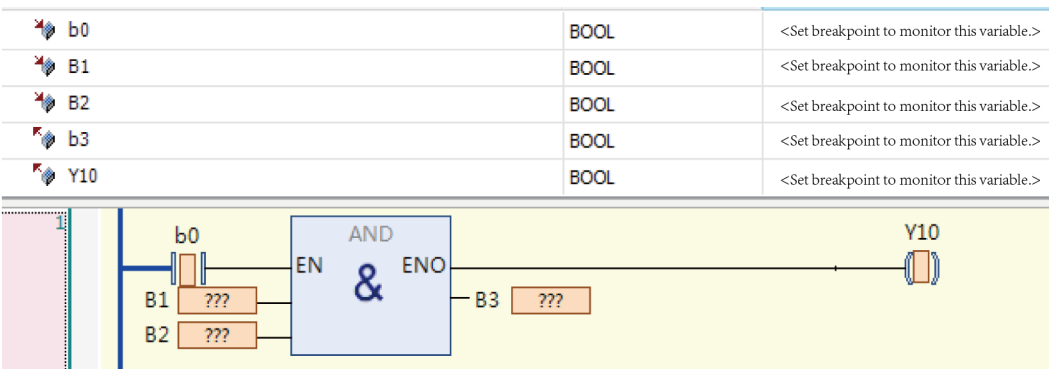 b0 BOOL <Set breakpoint to monitor this variable.>
B1 BOOL <Set breakpoint to monitor this variable.>
B2 BOOL <Set breakpoint to monitor this variable.>
b3 BOOL <Set breakpoint to monitor this variable.>
Y10 BOOL <Set breakpoint to monitor this variable.>
1
b0 AND Y10
EN & ENO
B1 ??? B3 ???
B2 ???